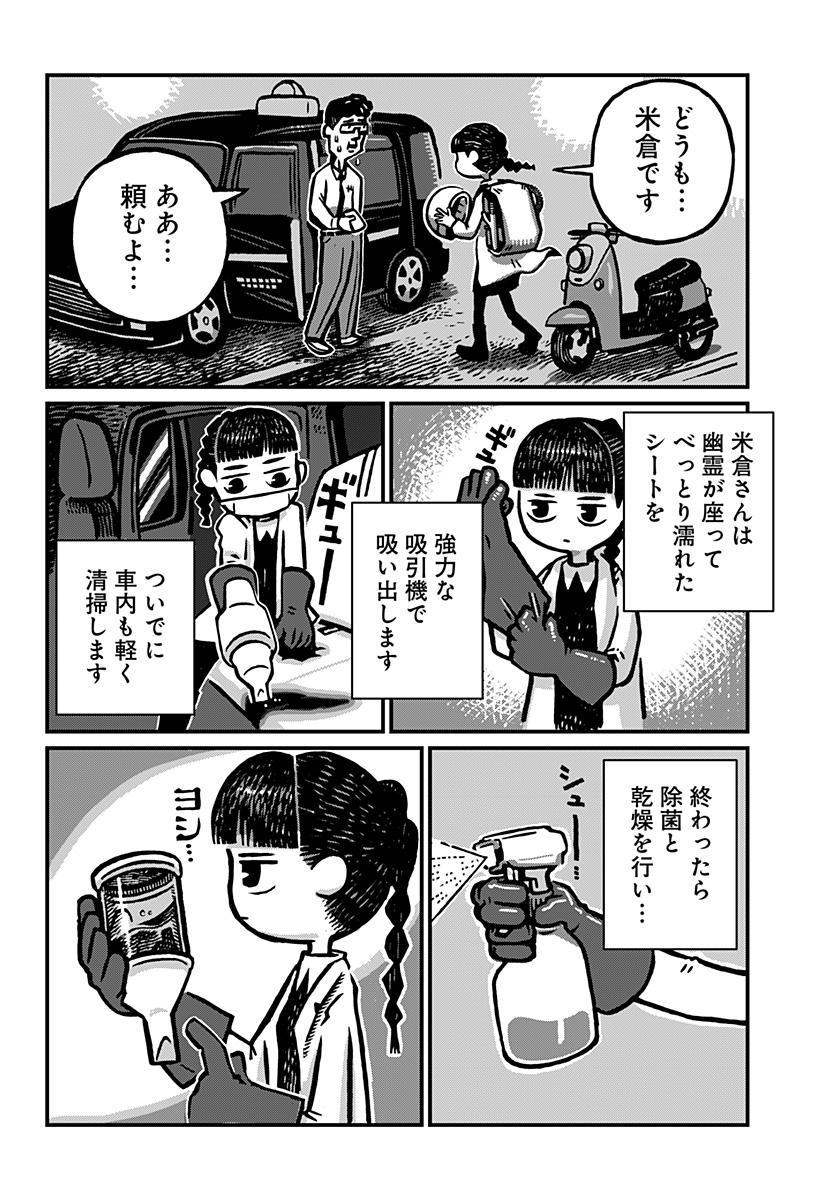 どうも…
米倉です
ああ…
頼むよ…
米倉さんは
幽霊が座って
べっとり濡れた
シートを
ギュッ
強力な
吸引機で
吸い出します
ギュー
ついでに
車内も軽く
清掃します
終わったら
除菌と
乾燥を行い…
シュー…
ヨシ…